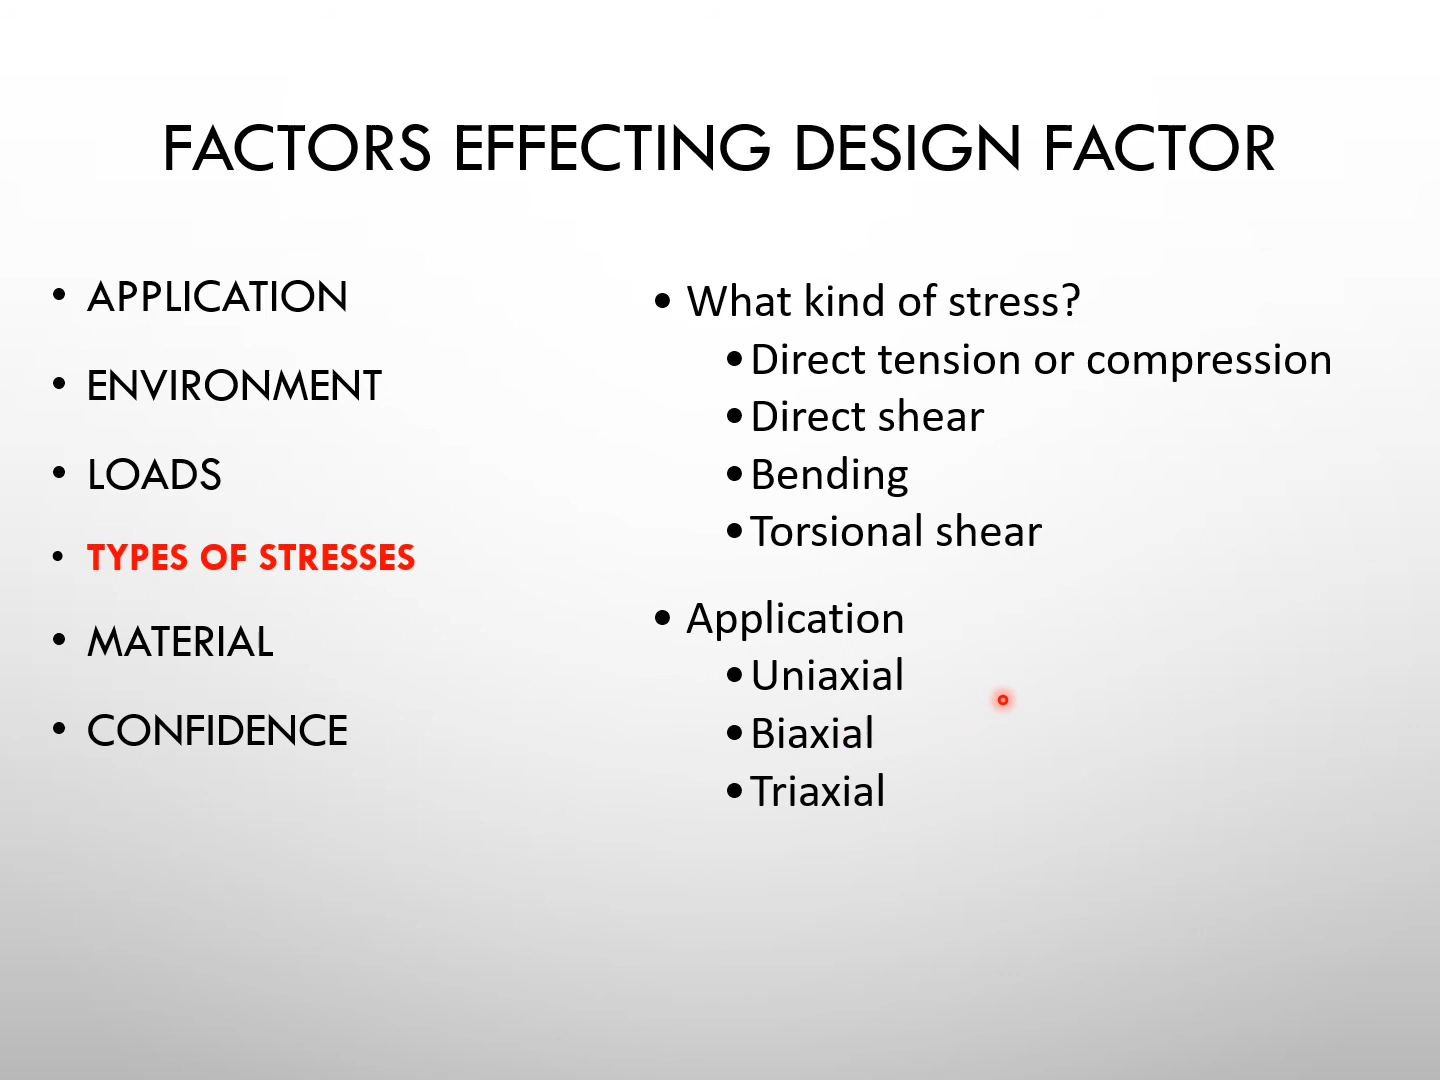 FACTORS EFFECTING DESIGN FACTOR
• APPLICATION
• ENVIRONMENT
• LOADS
• TYPES OF STRESSES
• MATERIAL
• CONFIDENCE
• What kind of stress?
• Direct tension or compression
• Direct shear
• Bending
• Torsional shear
• Application
• Uniaxial
• Biaxial
• Triaxial